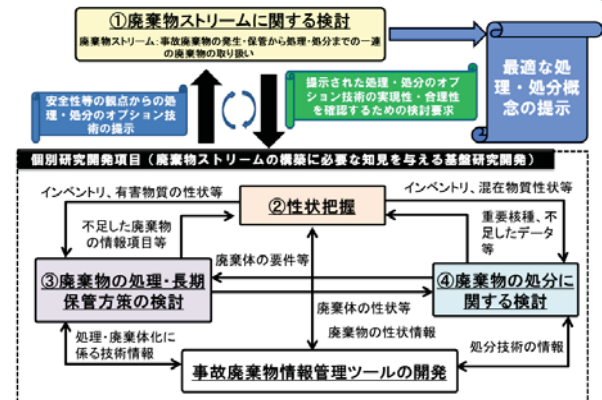 ①廃棄物ストリームに関する検討
廃棄物ストリーム：事故廃棄物の発生・保管から処理・処分までの一連
の廃棄物の取り扱い
最適な処
理・処分概
念の提示
安全性等の観点からの処
理・処分のオプション技
術の提示
提示された処理・処分のオプ
ション技術の実現性・合理性
を確認するための検討要求
個別研究開発項目（廃棄物ストリームの構築に必要な知見を与える基盤研究開発）
インベントリ、有害物質の性状等
インベントリ、混在物質性状等
②性状把握
不足した廃棄物
の情報項目等
重要核種、不
足したデータ
等
廃棄体の要件等
③廃棄物の処理・長期
保管方策の検討
④廃棄物の処分に
関する検討
廃棄体の性状等
廃棄物の性状情報
処理・廃棄体化に
係る技術情報
処分技術の情報
事故廃棄物情報管理ツールの開発